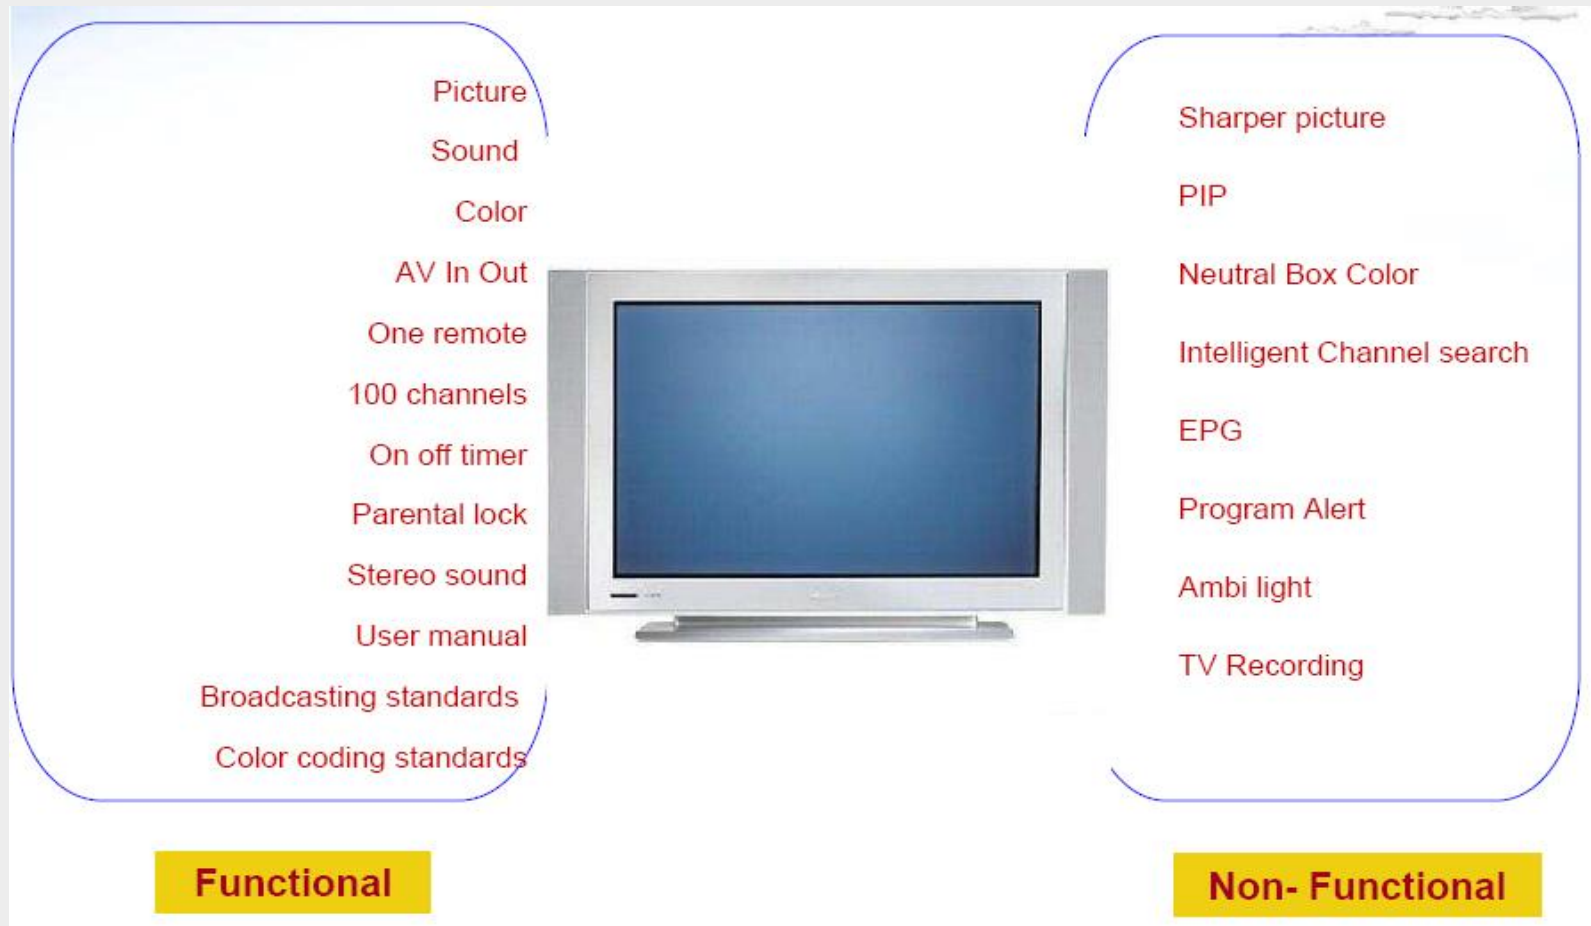 Picture
Sound
Color
AV In Out
One remote
100 channels
On off timer
Parental lock
Stereo sound
User manual
Broadcasting standards
Color coding standards
Functional
Sharper picture
PIP
Neutral Box Color
Intelligent Channel search
EPG
Program Alert
Ambi light
TV Recording
Non- Functional